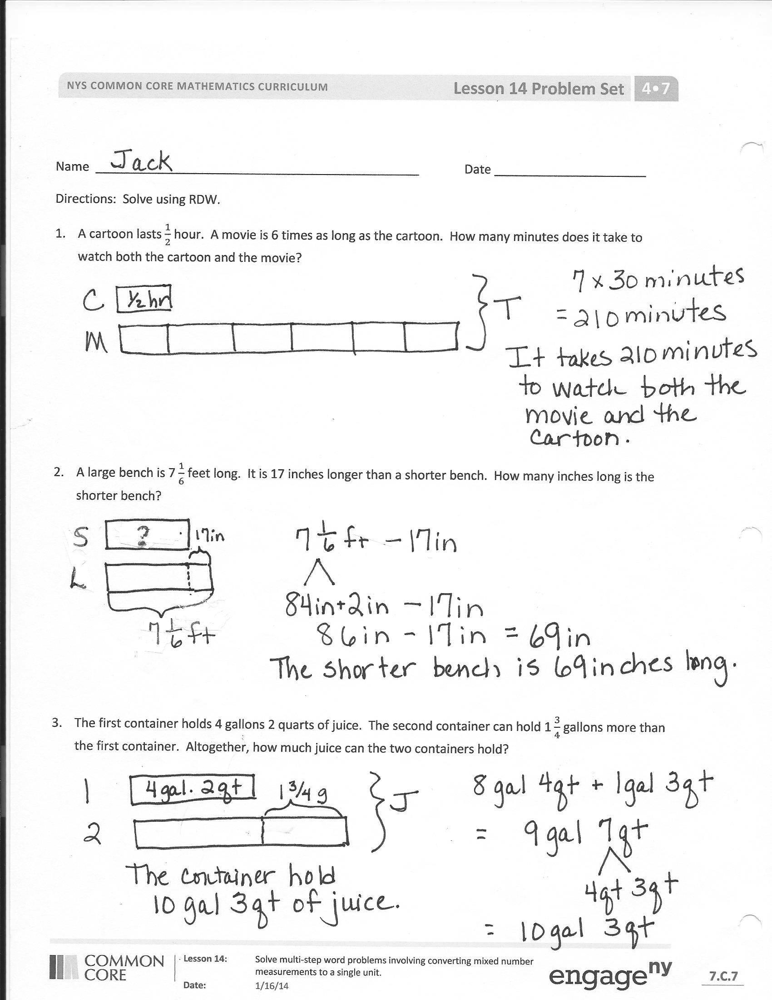 NYS COMMON CORE MATHEMATICS CURRICULUM Lesson 14 Problem Set 4•7
Name Jack Date
Directions: Solve using RDW.
1. A cartoon lasts 1/2 hour. A movie is 6 times as long as the cartoon. How many minutes does it take to
watch both the cartoon and the movie?
C 1/2 hr
M
T
7 x 30 minutes
= 210 minutes
It takes 210 minutes
to watch both the
movie and the
cartoon.
2. A large bench is 7 1/6 feet long. It is 17 inches longer than a shorter bench. How many inches long is the
shorter bench?
S ? 17in
L
7 1/6 ft
7 1/6 ft - 17in
84in+2in - 17in
86in - 17in = 69in
The shorter bench is 69inches long.
3. The first container holds 4 gallons 2 quarts of juice. The second container can hold 1 3/4 gallons more than
the first container. Altogether, how much juice can the two containers hold?
1 4gal. 2qt 1 3/4 g
2
J
8 gal 4qt + 1gal 3qt
= 9 gal 7qt
4qt 3qt
= 10gal 3qt
The container hold
10 gal 3qt of juice.
COMMON
CORE
Lesson 14: Solve multi-step word problems involving converting mixed number
measurements to a single unit.
Date: 1/16/14
engageny
7.C.7